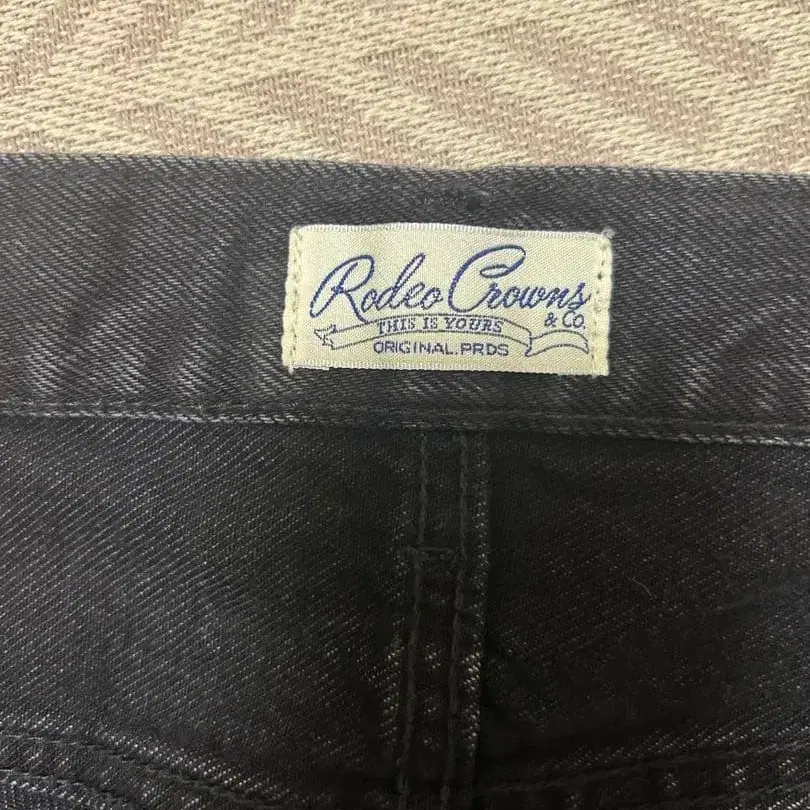 Rodeo Crowns
& CO.
THIS IS YOURS
ORIGINAL.PRDS